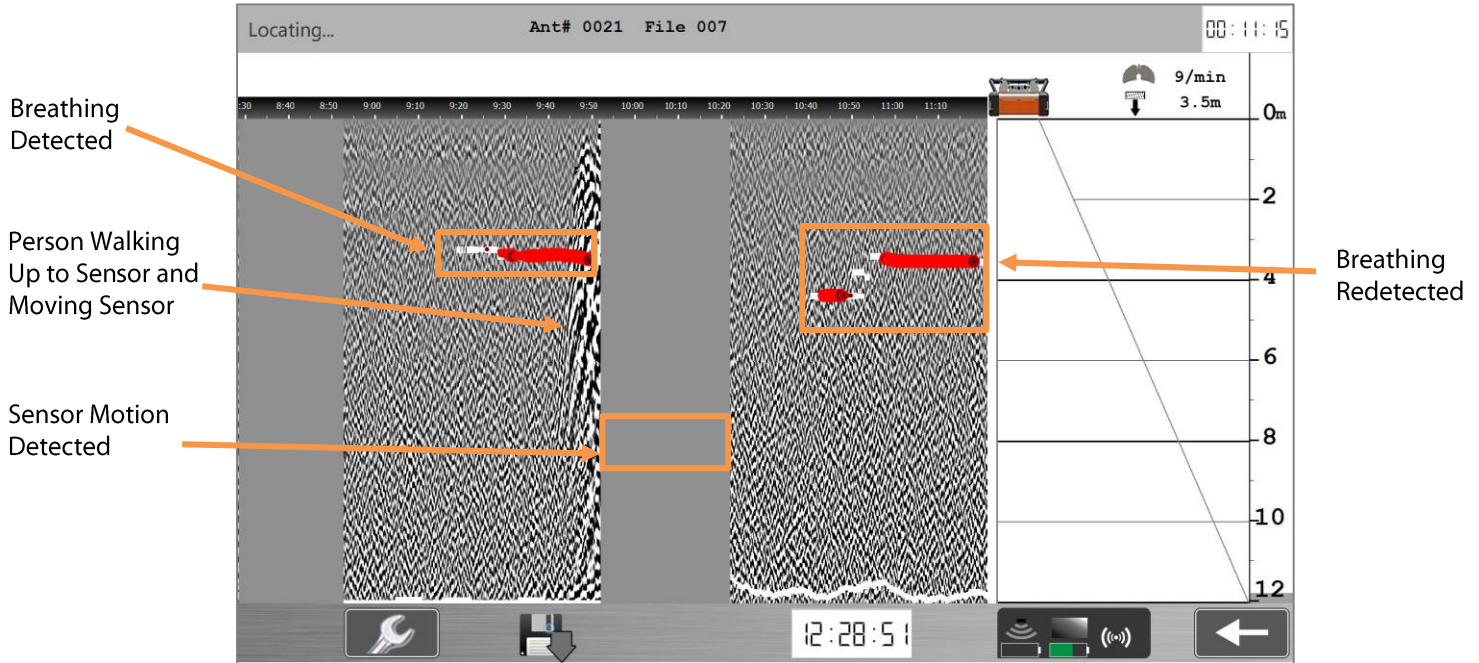 Locating...
Ant# 0021 File 007
00:11:15
9/min
3.5m
:30 8:40 8:50 9:00 9:10 9:20 9:30 9:40 9:50 10:00 10:10 10:20 10:30 10:40 10:50 11:00 11:10
0m
2
4
6
8
10
12
Breathing
Detected
Person Walking
Up to Sensor and
Moving Sensor
Sensor Motion
Detected
Breathing
Redetected
12:28:51